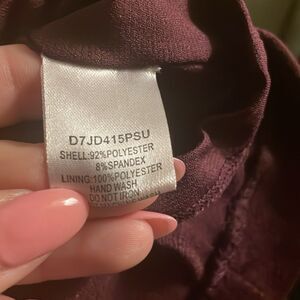 D7JD415PSU
SHELL:92%POLYESTER
8%SPANDEX
LINING:100%POLYESTER
HAND WASH
DO NOT IRON